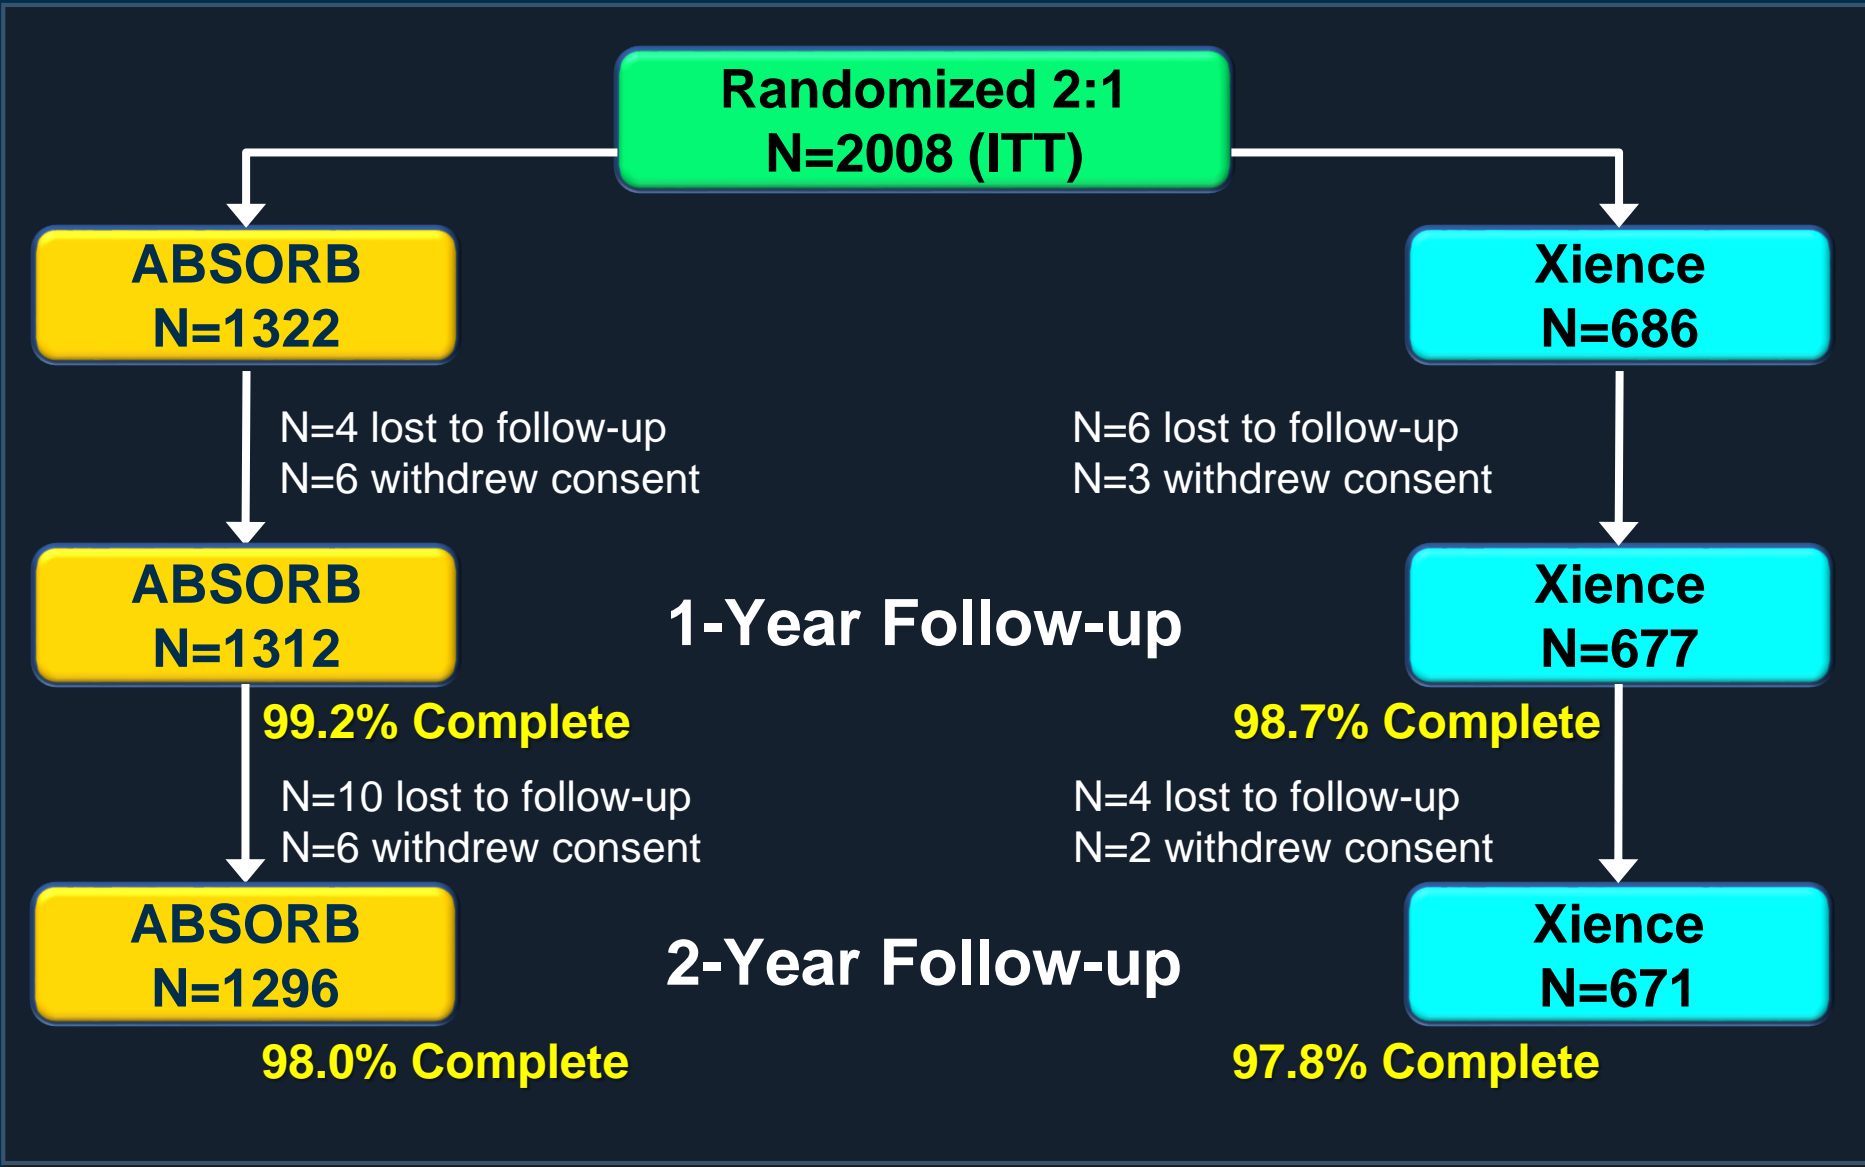 Randomized 2:1
N=2008 (ITT)
ABSORB
N=1322
Xience
N=686
N=4 lost to follow-up
N=6 withdrew consent
N=6 lost to follow-up
N=3 withdrew consent
ABSORB
N=1312
1-Year Follow-up
Xience
N=677
99.2% Complete
98.7% Complete
N=10 lost to follow-up
N=6 withdrew consent
N=4 lost to follow-up
N=2 withdrew consent
ABSORB
N=1296
2-Year Follow-up
Xience
N=671
98.0% Complete
97.8% Complete